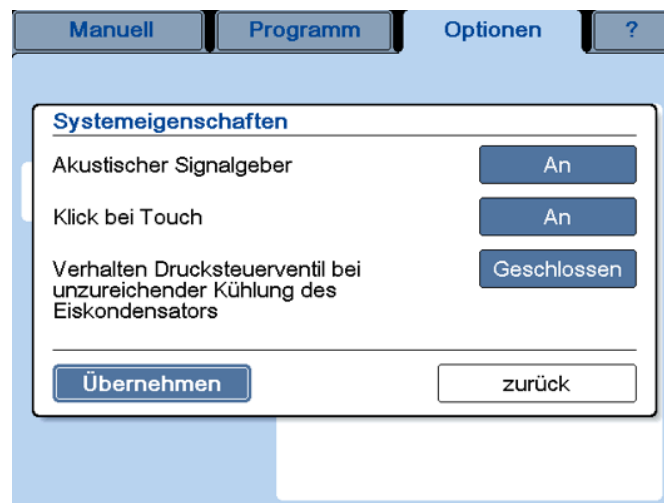 Manuell Programm Optionen ?
Systemeigenschaften
Akustischer Signalgeber An
Klick bei Touch An
Verhalten Drucksteuerventil bei Geschlossen
unzureichender Kühlung des
Eiskondensators
Übernehmen zurück